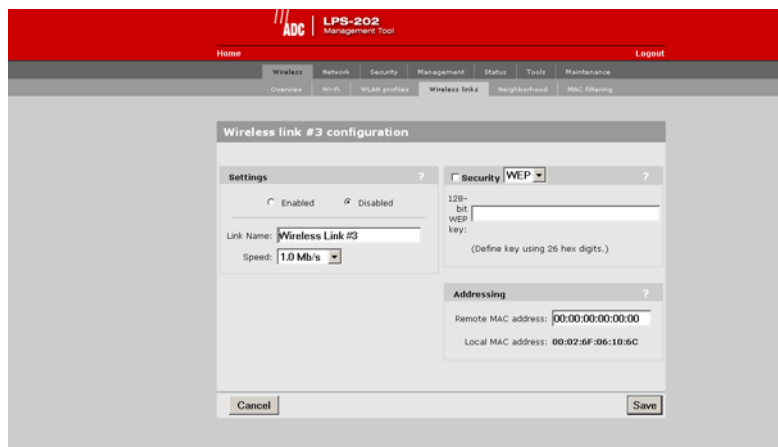 ADC
LPS-202
Management Tool
Home Logout
Wireless Network Security Management Status Tools Maintenance
Overview Wi-Fi WLAN profiles Wireless links Neighborhood MAC filtering
Wireless link #3 configuration
Settings ?
Enabled Disabled
Link Name: Wireless Link #3
Speed: 1.0 Mb/s
Security WEP ?
128-
bit
WEP
key:
(Define key using 26 hex digits.)
Addressing ?
Remote MAC address: 00:00:00:00:00:00
Local MAC address: 00:02:6F:06:10:6C
Cancel Save